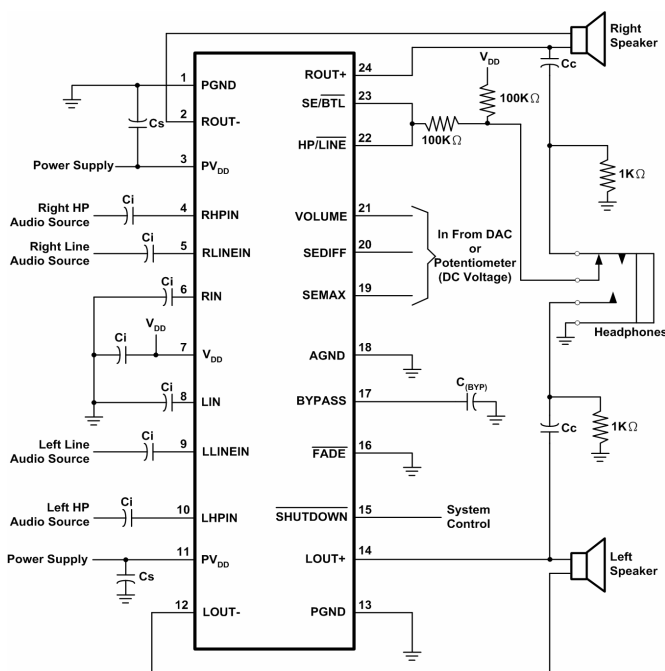 Right
Speaker
1
PGND
ROUT+
24
Cc
V_DD
Cs
2
ROUT-
SE/BTL
23
100KΩ
Power Supply
3
PV_DD
HP/LINE
22
100KΩ
1KΩ
Right HP
Audio Source
Ci
4
RHPIN
VOLUME
21
Right Line
Audio Source
Ci
5
RLINEIN
SEDIFF
20
In From DAC
or
Potentiometer
(DC Voltage)
Ci
6
RIN
SEMAX
19
Headphones
V_DD
Ci
7
V_DD
AGND
18
Ci
8
LIN
BYPASS
17
C_(BYP)
Cc
1KΩ
Left Line
Audio Source
Ci
9
LLINEIN
FADE
16
Left HP
Audio Source
Ci
10
LHPIN
SHUTDOWN
15
System
Control
Power Supply
11
PV_DD
LOUT+
14
Left
Speaker
Cs
12
LOUT-
PGND
13